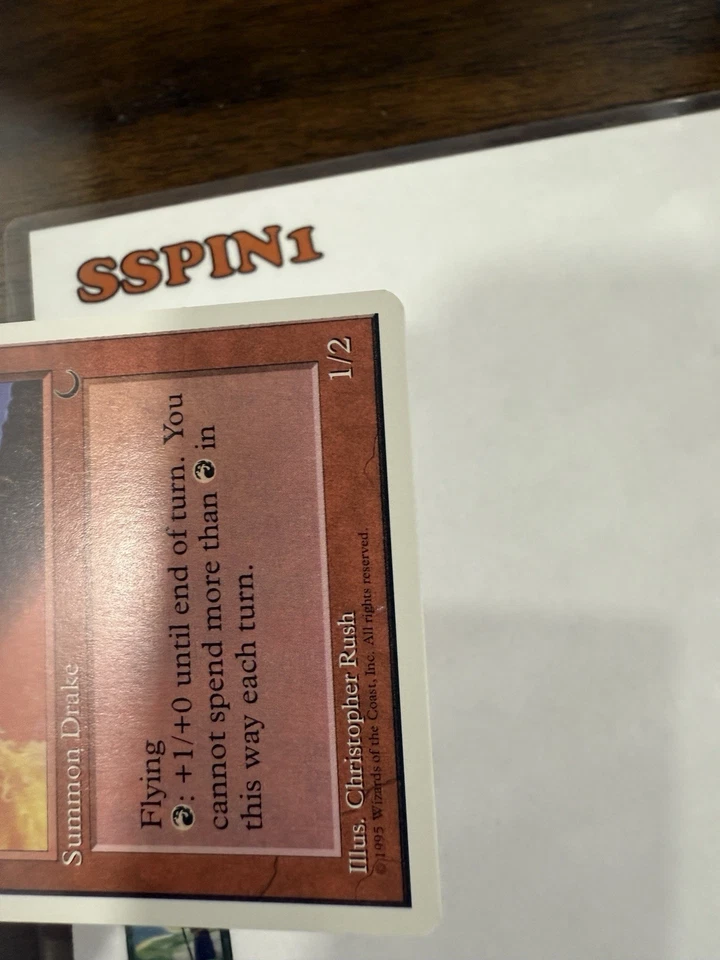 SSPIN1
Summon Drake
Flying
: +1/+0 until end of turn. You
cannot spend more than in
this way each turn.
1/2
Illus. Christopher Rush
© 1995 Wizards of the Coast, Inc. All rights reserved.